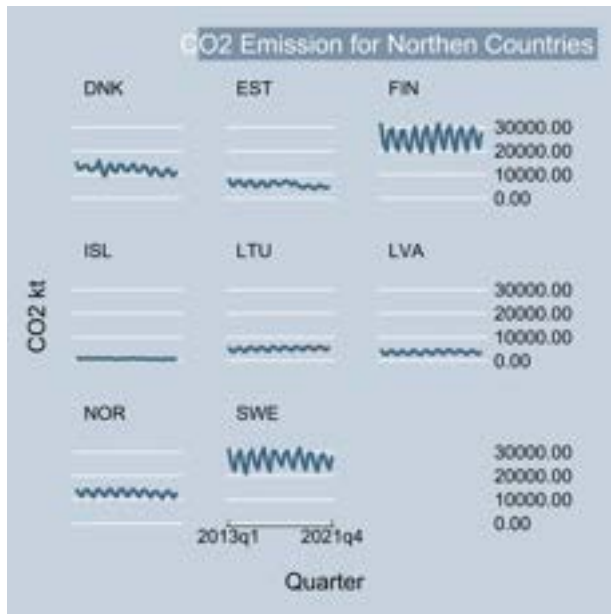 CO2 Emission for Northen Countries
DNK EST FIN
30000.00
20000.00
10000.00
0.00
ISL LTU LVA
30000.00
20000.00
10000.00
0.00
CO2 kt
NOR SWE
30000.00
20000.00
10000.00
0.00
2013q1 2021q4
Quarter